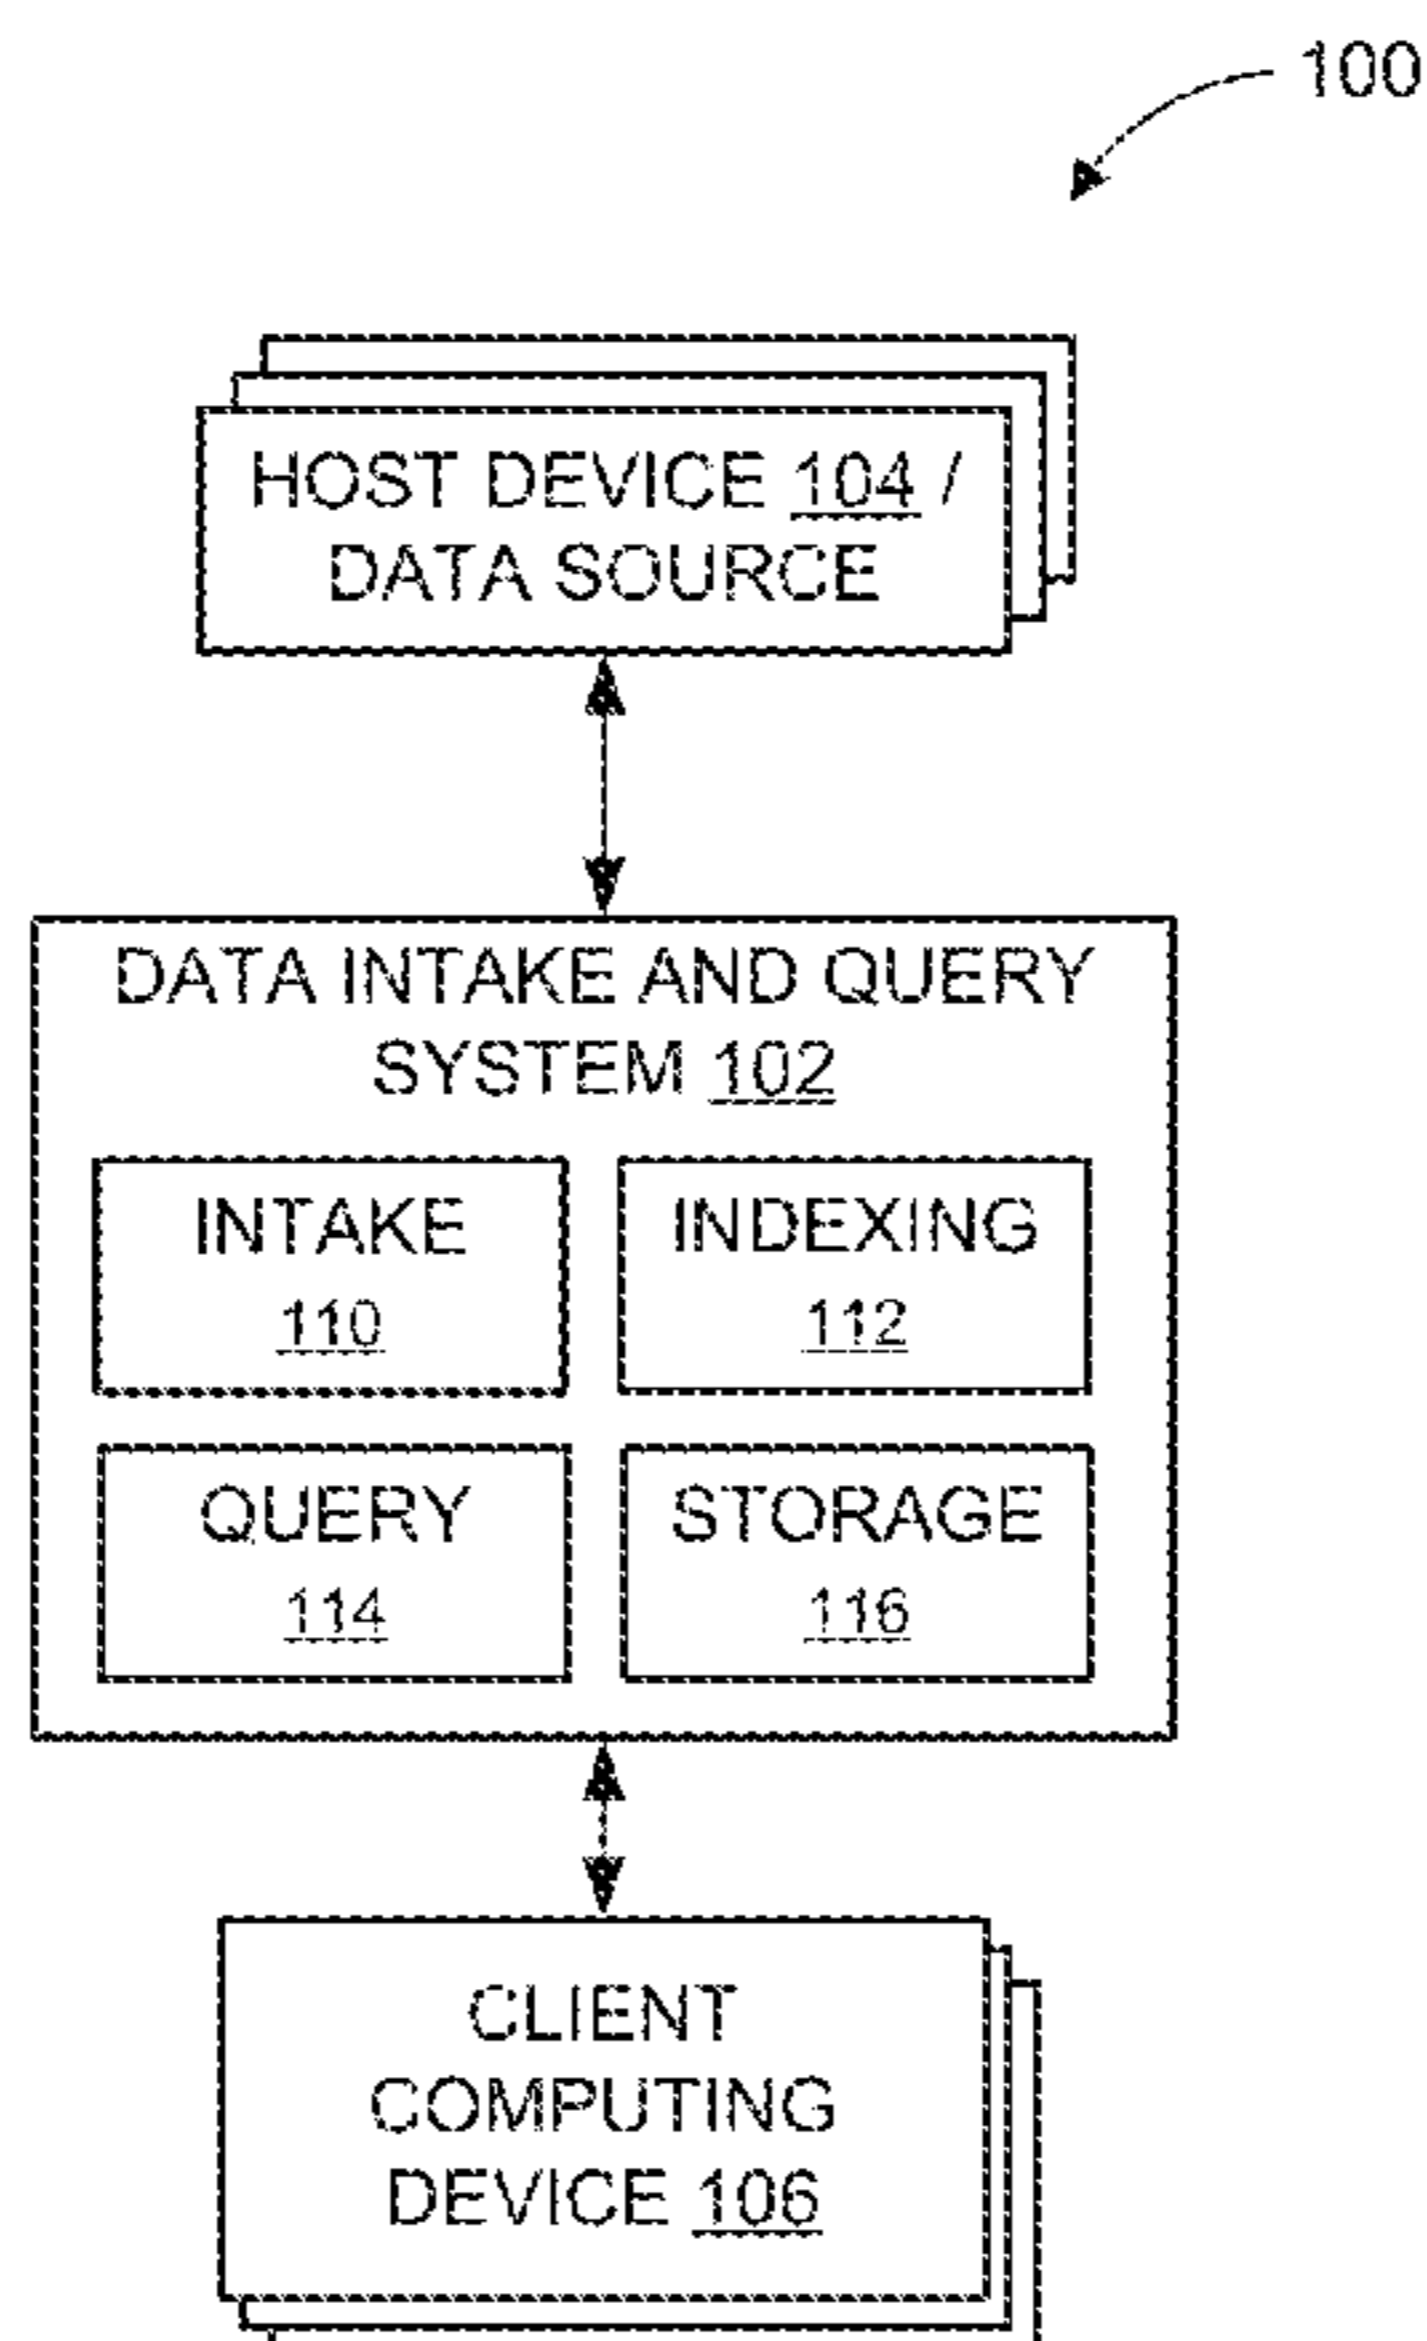 100
HOST DEVICE 104 /
DATA SOURCE
DATA INTAKE AND QUERY
SYSTEM 102
INTAKE
110
INDEXING
112
QUERY
114
STORAGE
116
CLIENT
COMPUTING
DEVICE 106